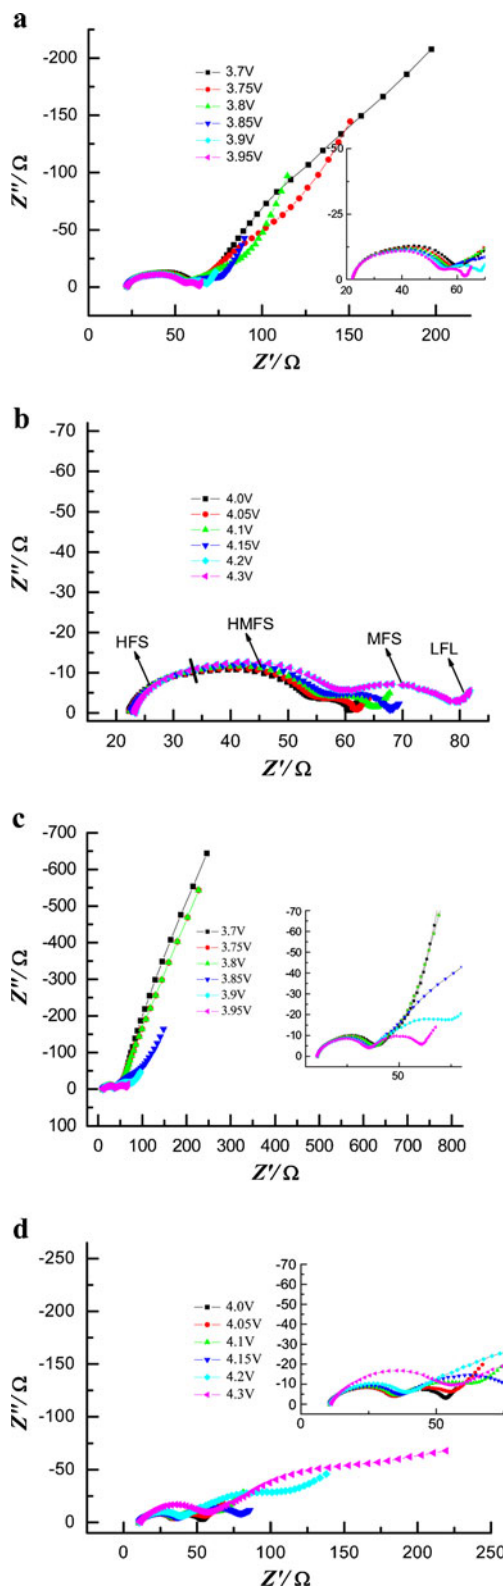 a
-200
-150
-100
-50
0
Z''/Ω
3.7V
3.75V
3.8V
3.85V
3.9V
3.95V
-50
-25
0
20 40 60
0 50 100 150 200
Z'/Ω
b
-70
-60
-50
-40
-30
-20
-10
0
Z''/Ω
4.0V
4.05V
4.1V
4.15V
4.2V
4.3V
HFS HMFS MFS LFL
20 30 40 50 60 70 80
Z'/Ω
c
-700
-600
-500
-400
-300
-200
-100
0
100
Z''/Ω
3.7V
3.75V
3.8V
3.85V
3.9V
3.95V
-70
-60
-50
-40
-30
-20
-10
0
50
0 100 200 300 400 500 600 700 800
Z'/Ω
d
-250
-200
-150
-100
-50
0
Z''/Ω
4.0V
4.05V
4.1V
4.15V
4.2V
4.3V
-70
-60
-50
-40
-30
-20
-10
0
0 50
0 50 100 150 200 250
Z'/Ω